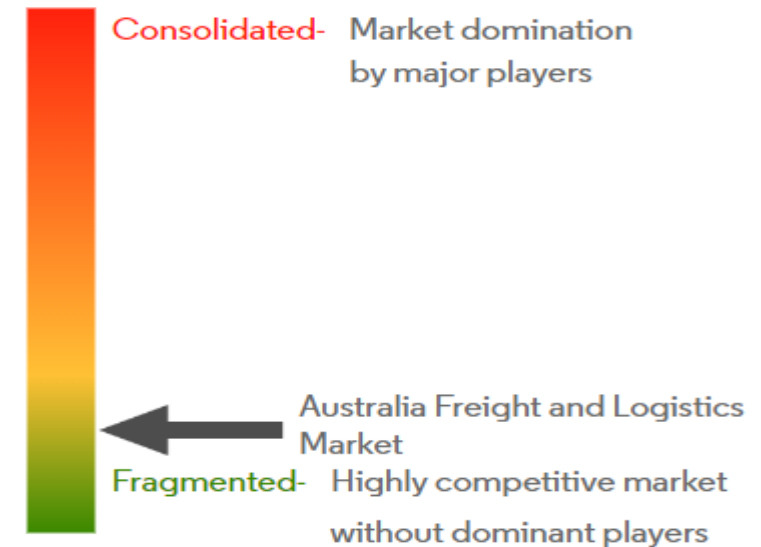 Consolidated- Market domination
by major players
Australia Freight and Logistics
Market
Fragmented- Highly competitive market
without dominant players